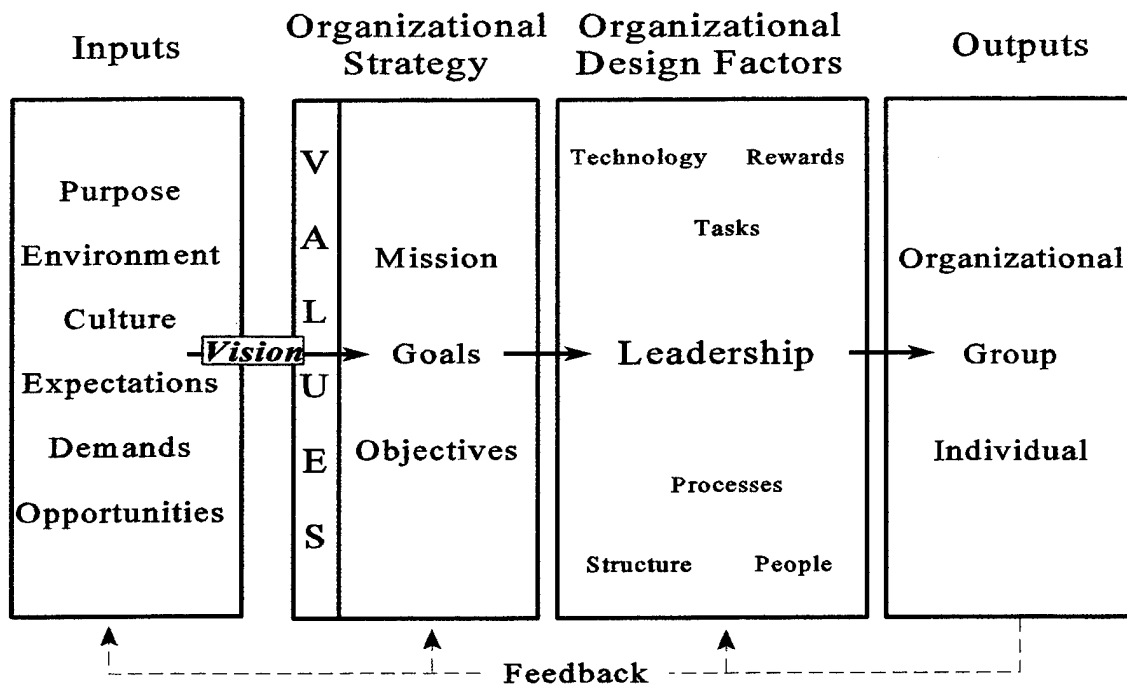 Inputs
Organizational
Strategy
Organizational
Design Factors
Outputs
Purpose
Environment
Culture
Expectations
Demands
Opportunities
Vision
V
A
L
U
E
S
Mission
Goals
Objectives
Technology Rewards
Tasks
Leadership
Processes
Structure People
Organizational
Group
Individual
Feedback